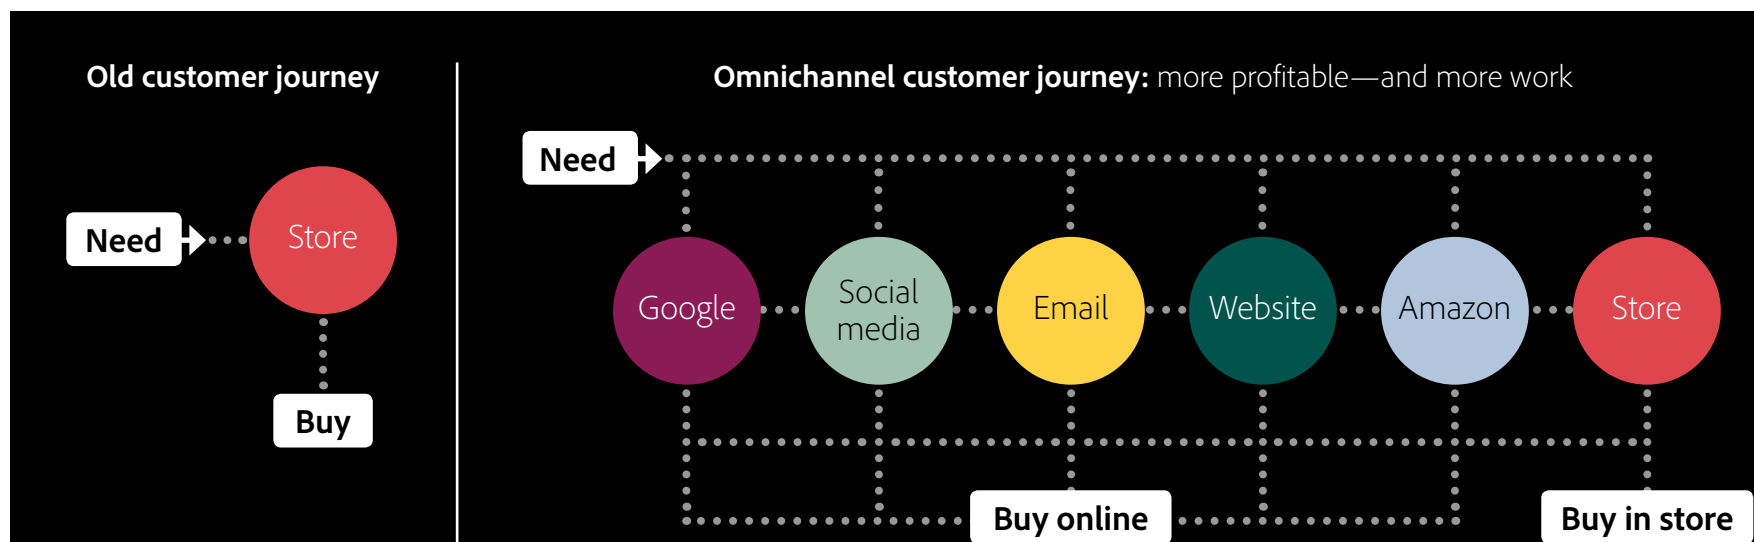 Old customer journey
Need
Store
Buy
Omnichannel customer journey: more profitable—and more work
Need
Google
Social
media
Email
Website
Amazon
Store
Buy online
Buy in store